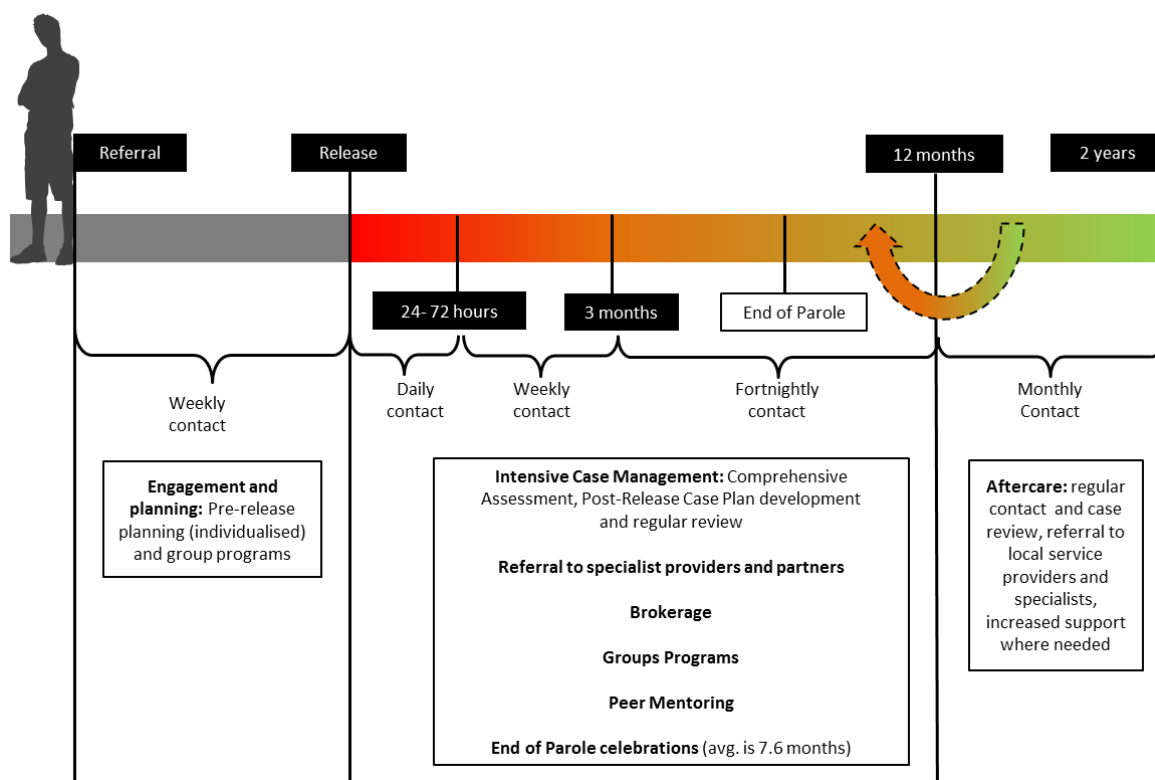 Referral
Release
12 months
2 years
24- 72 hours
3 months
End of Parole
Weekly
contact
Daily
contact
Weekly
contact
Fortnightly
contact
Monthly
Contact
Engagement and
planning: Pre-release
planning (individualised)
and group programs
Intensive Case Management: Comprehensive
Assessment, Post-Release Case Plan development
and regular review
Referral to specialist providers and partners
Brokerage
Groups Programs
Peer Mentoring
End of Parole celebrations (avg. is 7.6 months)
Aftercare: regular
contact and case
review, referral to
local service
providers and
specialists,
increased support
where needed